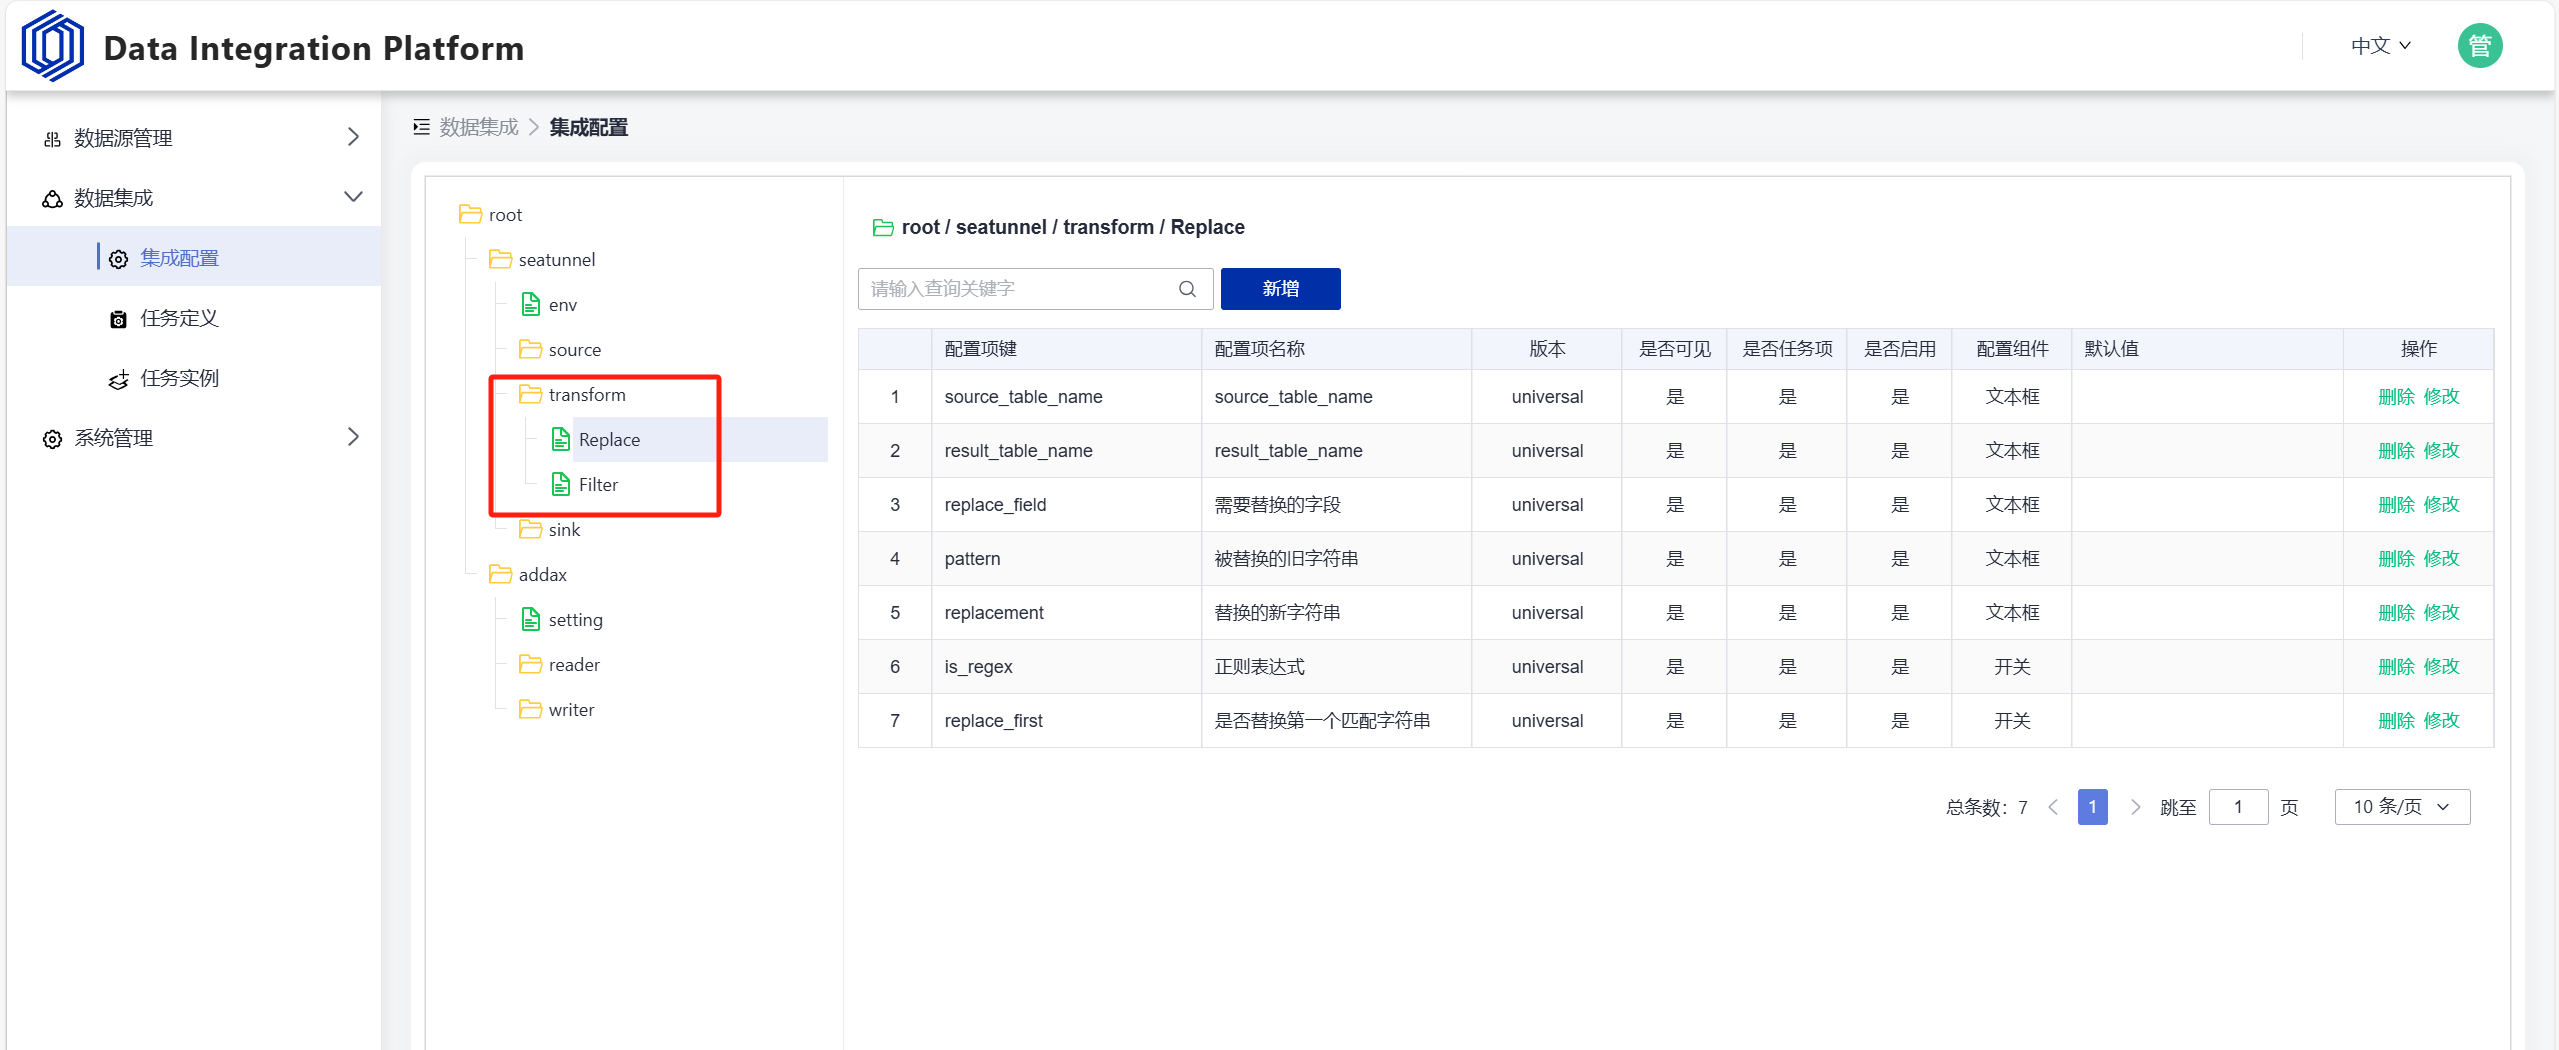 Data Integration Platform
中文
管
数据源管理
数据集成
集成配置
任务定义
任务实例
系统管理
数据集成 > 集成配置
root
seatunnel
env
source
transform
Replace
Filter
sink
addax
setting
reader
writer
root / seatunnel / transform / Replace
请输入查询关键字 新增
配置项键 配置项名称 版本 是否可见 是否任务项 是否启用 配置组件 默认值 操作
1 source_table_name source_table_name universal 是 是 是 文本框 删除 修改
2 result_table_name result_table_name universal 是 是 是 文本框 删除 修改
3 replace_field 需要替换的字段 universal 是 是 是 文本框 删除 修改
4 pattern 被替换的旧字符串 universal 是 是 是 文本框 删除 修改
5 replacement 替换的新字符串 universal 是 是 是 文本框 删除 修改
6 is_regex 正则表达式 universal 是 是 是 开关 删除 修改
7 replace_first 是否替换第一个匹配字符串 universal 是 是 是 开关 删除 修改
总条数：7 < 1 > 跳至 1 页 10 条/页